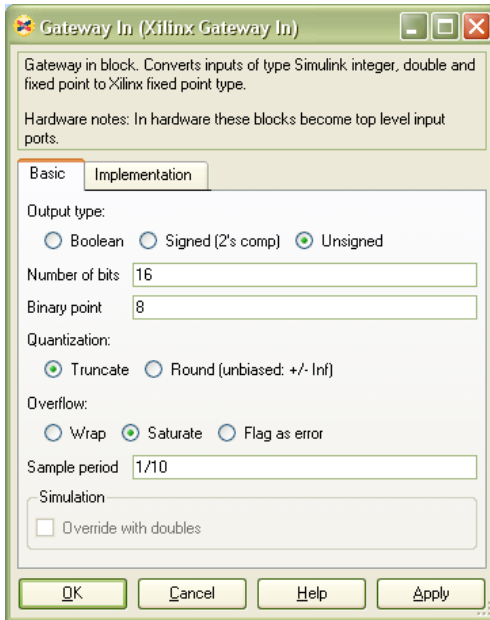 Gateway In (Xilinx Gateway In)
Gateway in block. Converts inputs of type Simulink integer, double and
fixed point to Xilinx fixed point type.
Hardware notes: In hardware these blocks become top level input
ports.
Basic Implementation
Output type:
Boolean Signed (2's comp) Unsigned
Number of bits 16
Binary point 8
Quantization:
Truncate Round (unbiased: +/- Inf)
Overflow:
Wrap Saturate Flag as error
Sample period 1/10
Simulation
Override with doubles
OK Cancel Help Apply